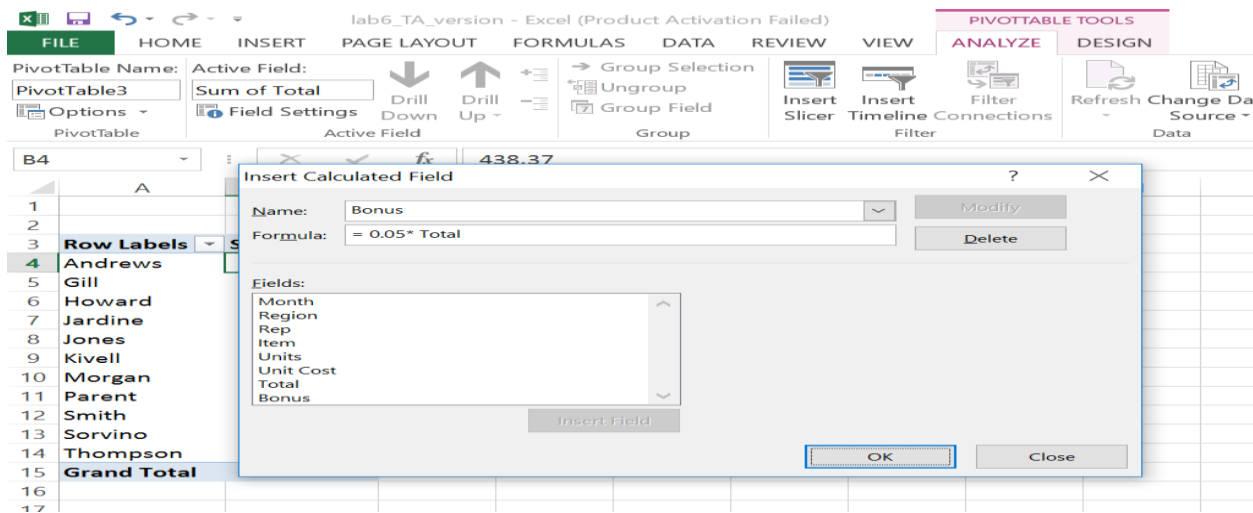 lab6_TA_version - Excel (Product Activation Failed)
PIVOTTABLE TOOLS
FILE HOME INSERT PAGE LAYOUT FORMULAS DATA REVIEW VIEW ANALYZE DESIGN
PivotTable Name: Active Field:
PivotTable3 Sum of Total
Options Field Settings
Drill Down
Drill Up
Group Selection
Ungroup
Group Field
Insert Slicer
Insert Timeline
Filter Connections
Refresh
Change Da
Source
PivotTable Active Field Group Filter Data
B4 fx 438.37
Insert Calculated Field ?
Name: Bonus Modify
Formula: = 0.05* Total Delete
Fields:
Month
Region
Rep
Item
Units
Unit Cost
Total
Bonus
Insert Field
OK Close
A
1
2
3 Row Labels S
4 Andrews
5 Gill
6 Howard
7 Jardine
8 Jones
9 Kivell
10 Morgan
11 Parent
12 Smith
13 Sorvino
14 Thompson
15 Grand Total
16
17